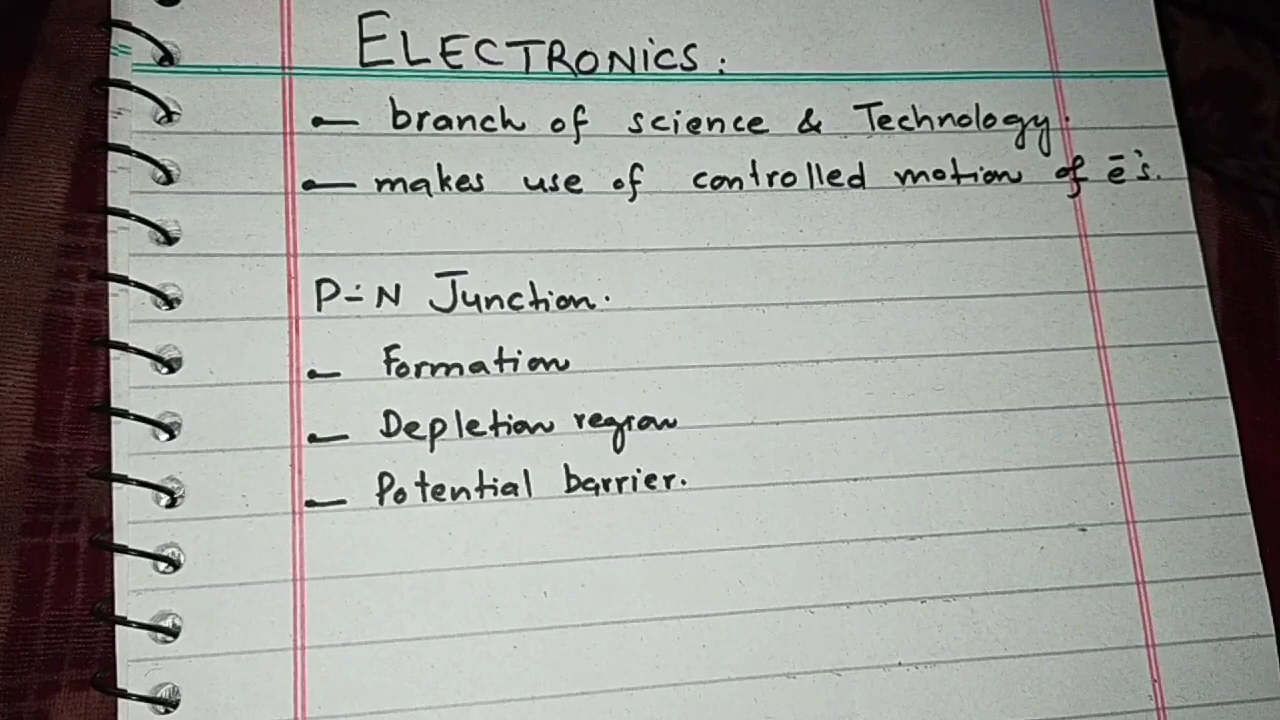 ELECTRONICS:
– branch of science & Technology.
– makes use of controlled motion of ē's.
P-N Junction.
– Formation
– Depletion region
– Potential barrier.